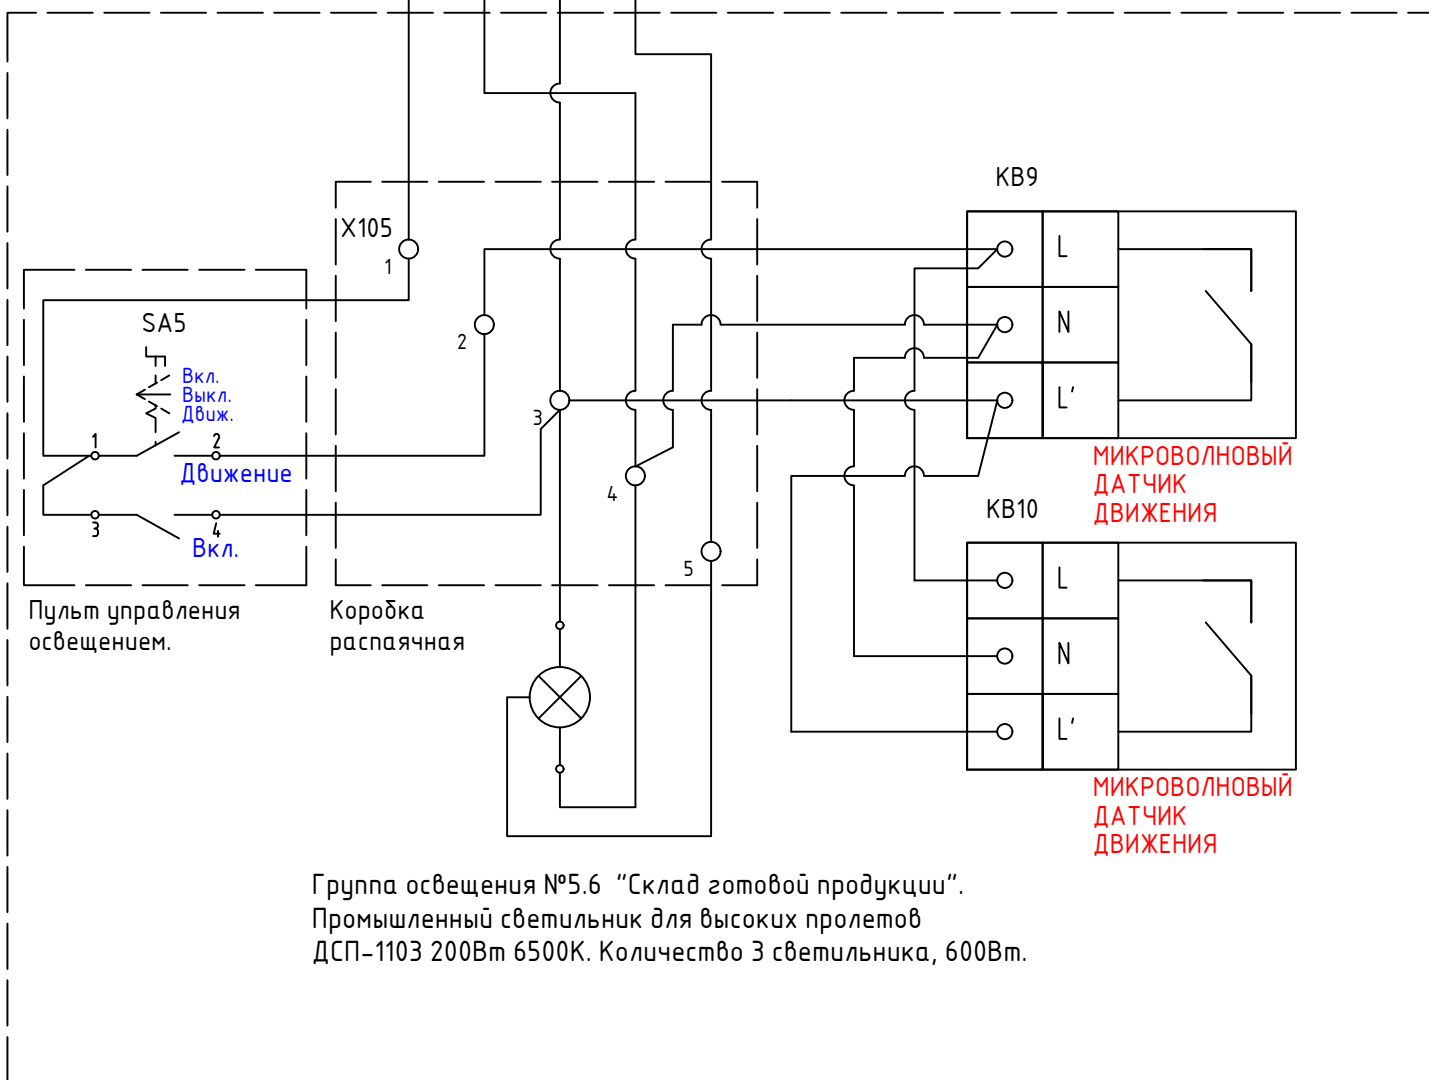 КВ9
X105
1
L
SA5
2
N
Вкл.
Выкл.
Движ.
3
L'
1
2
Движение
МИКРОВОЛНОВЫЙ
ДАТЧИК
ДВИЖЕНИЯ
4
КВ10
3
4
Вкл.
5
L
Пульт управления
освещением.
Коробка
распаячная
N
L'
МИКРОВОЛНОВЫЙ
ДАТЧИК
ДВИЖЕНИЯ
Группа освещения №5.6 "Склад готовой продукции".
Промышленный светильник для высоких пролетов
ДСП-1103 200Вт 6500К. Количество 3 светильника, 600Вт.